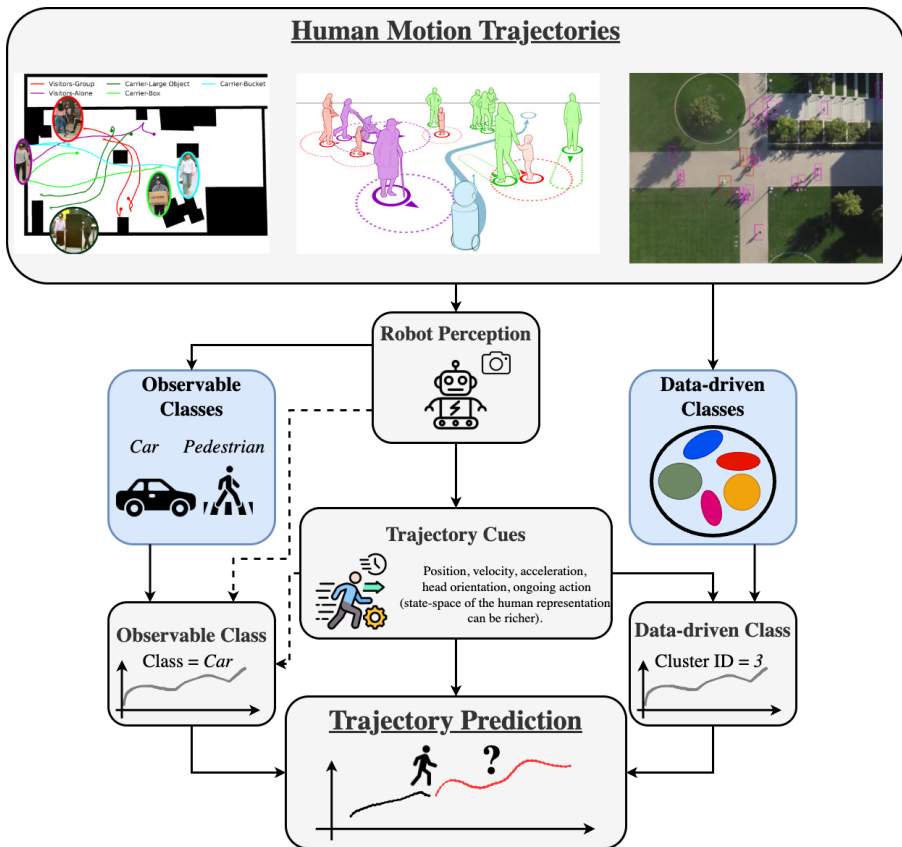 Human Motion Trajectories
Visitors-Group
Carrier-Large Object
Carrier-Bucket
Visitors-Alone
Carrier-Box
Robot Perception
Observable
Classes
Car
Pedestrian
Data-driven
Classes
Trajectory Cues
Position, velocity, acceleration,
head orientation, ongoing action
(state-space of the human representation
can be richer).
Observable Class
Class = Car
Data-driven Class
Cluster ID = 3
Trajectory Prediction
?